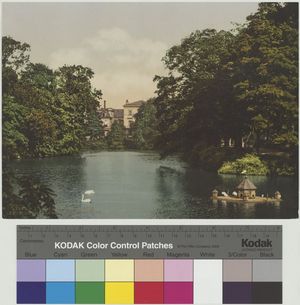 KODAK Color Control Patches
Kodak
Blue Cyan Green Yellow Red Magenta White 3/Color Black